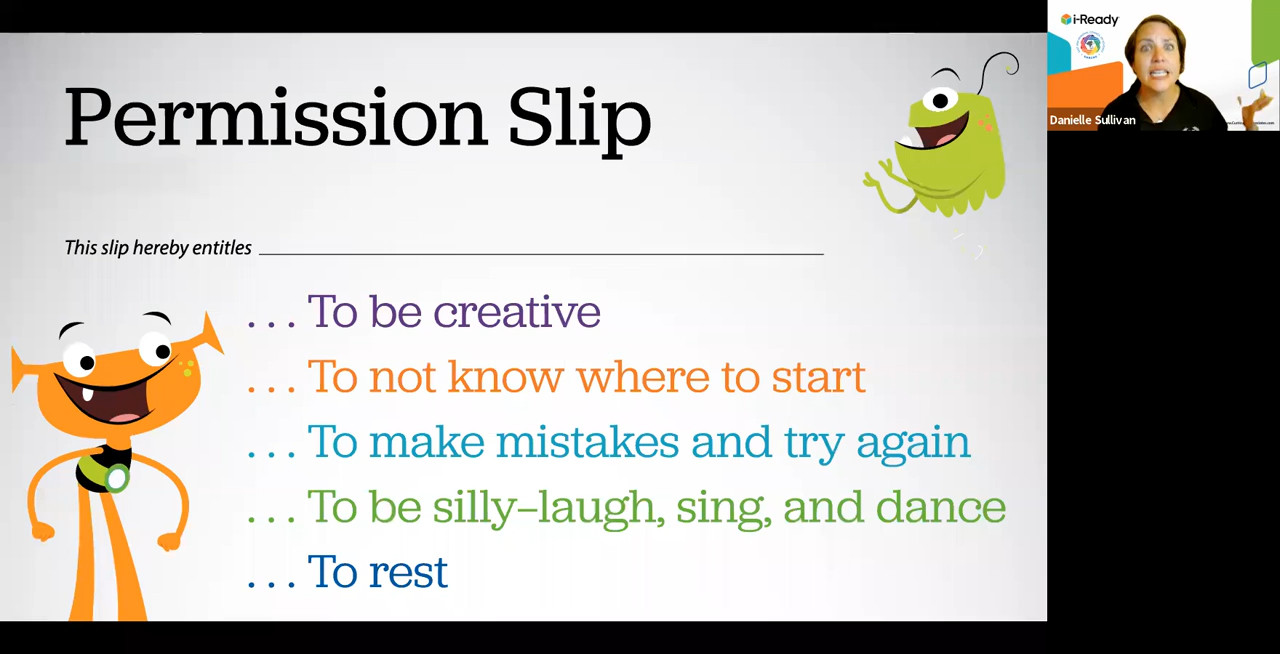 Permission Slip
This slip hereby entitles
... To be creative
... To not know where to start
... To make mistakes and try again
... To be silly–laugh, sing, and dance
... To rest
i-Ready
Danielle Sullivan